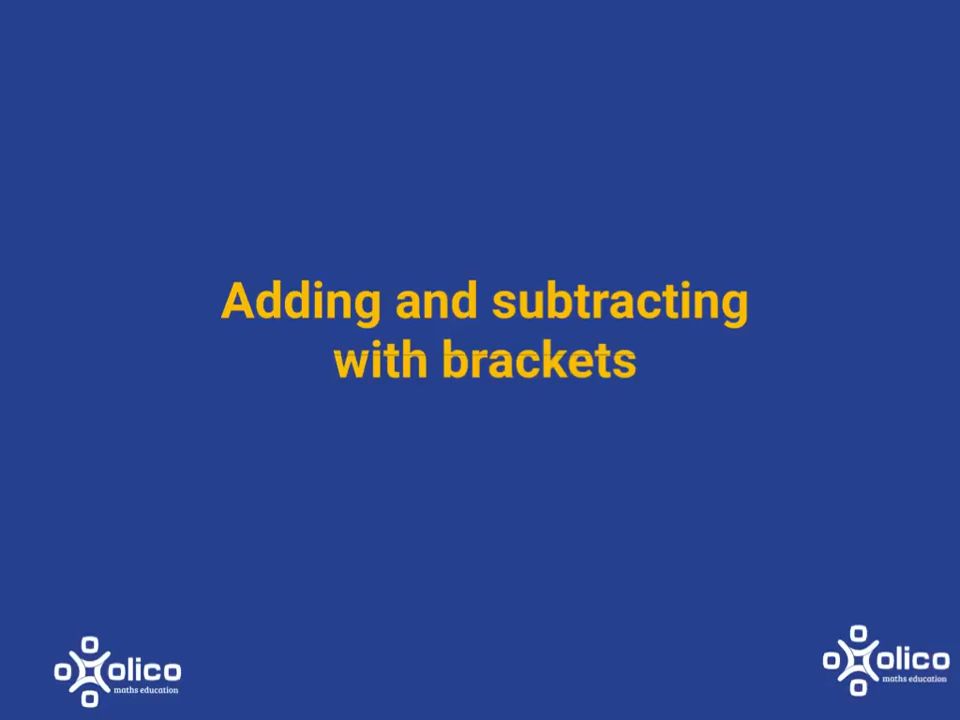 Adding and subtracting
with brackets
olico
maths education
olico
maths education